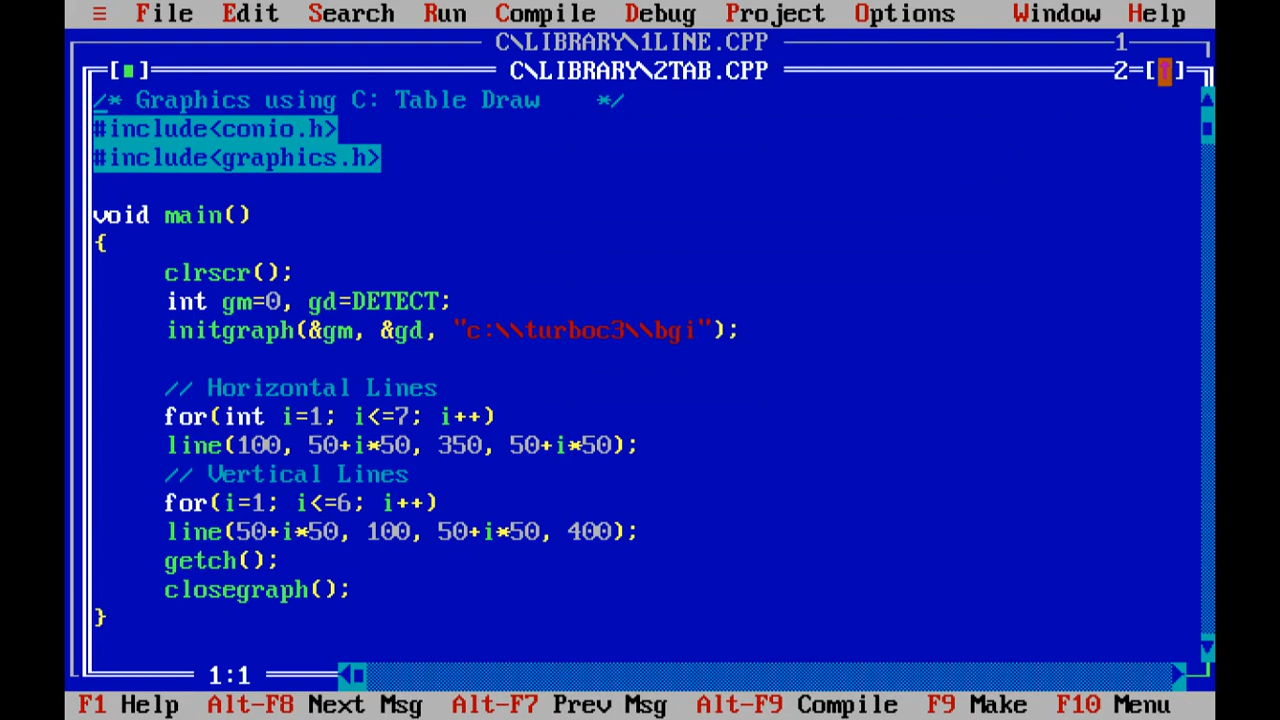 ≡ File Edit Search Run Compile Debug Project Options Window Help
C\LIBRARY\1LINE.CPP 1
[■] C\LIBRARY\2TAB.CPP 2=[↑]
/* Graphics using C: Table Draw */
#include<conio.h>
#include<graphics.h>
void main()
{
clrscr();
int gm=0, gd=DETECT;
initgraph(&gm, &gd, "c:\\turboc3\\bgi");
// Horizontal Lines
for(int i=1; i<=7; i++)
line(100, 50+i*50, 350, 50+i*50);
// Vertical Lines
for(i=1; i<=6; i++)
line(50+i*50, 100, 50+i*50, 400);
getch();
closegraph();
}
1:1
F1 Help Alt-F8 Next Msg Alt-F7 Prev Msg Alt-F9 Compile F9 Make F10 Menu